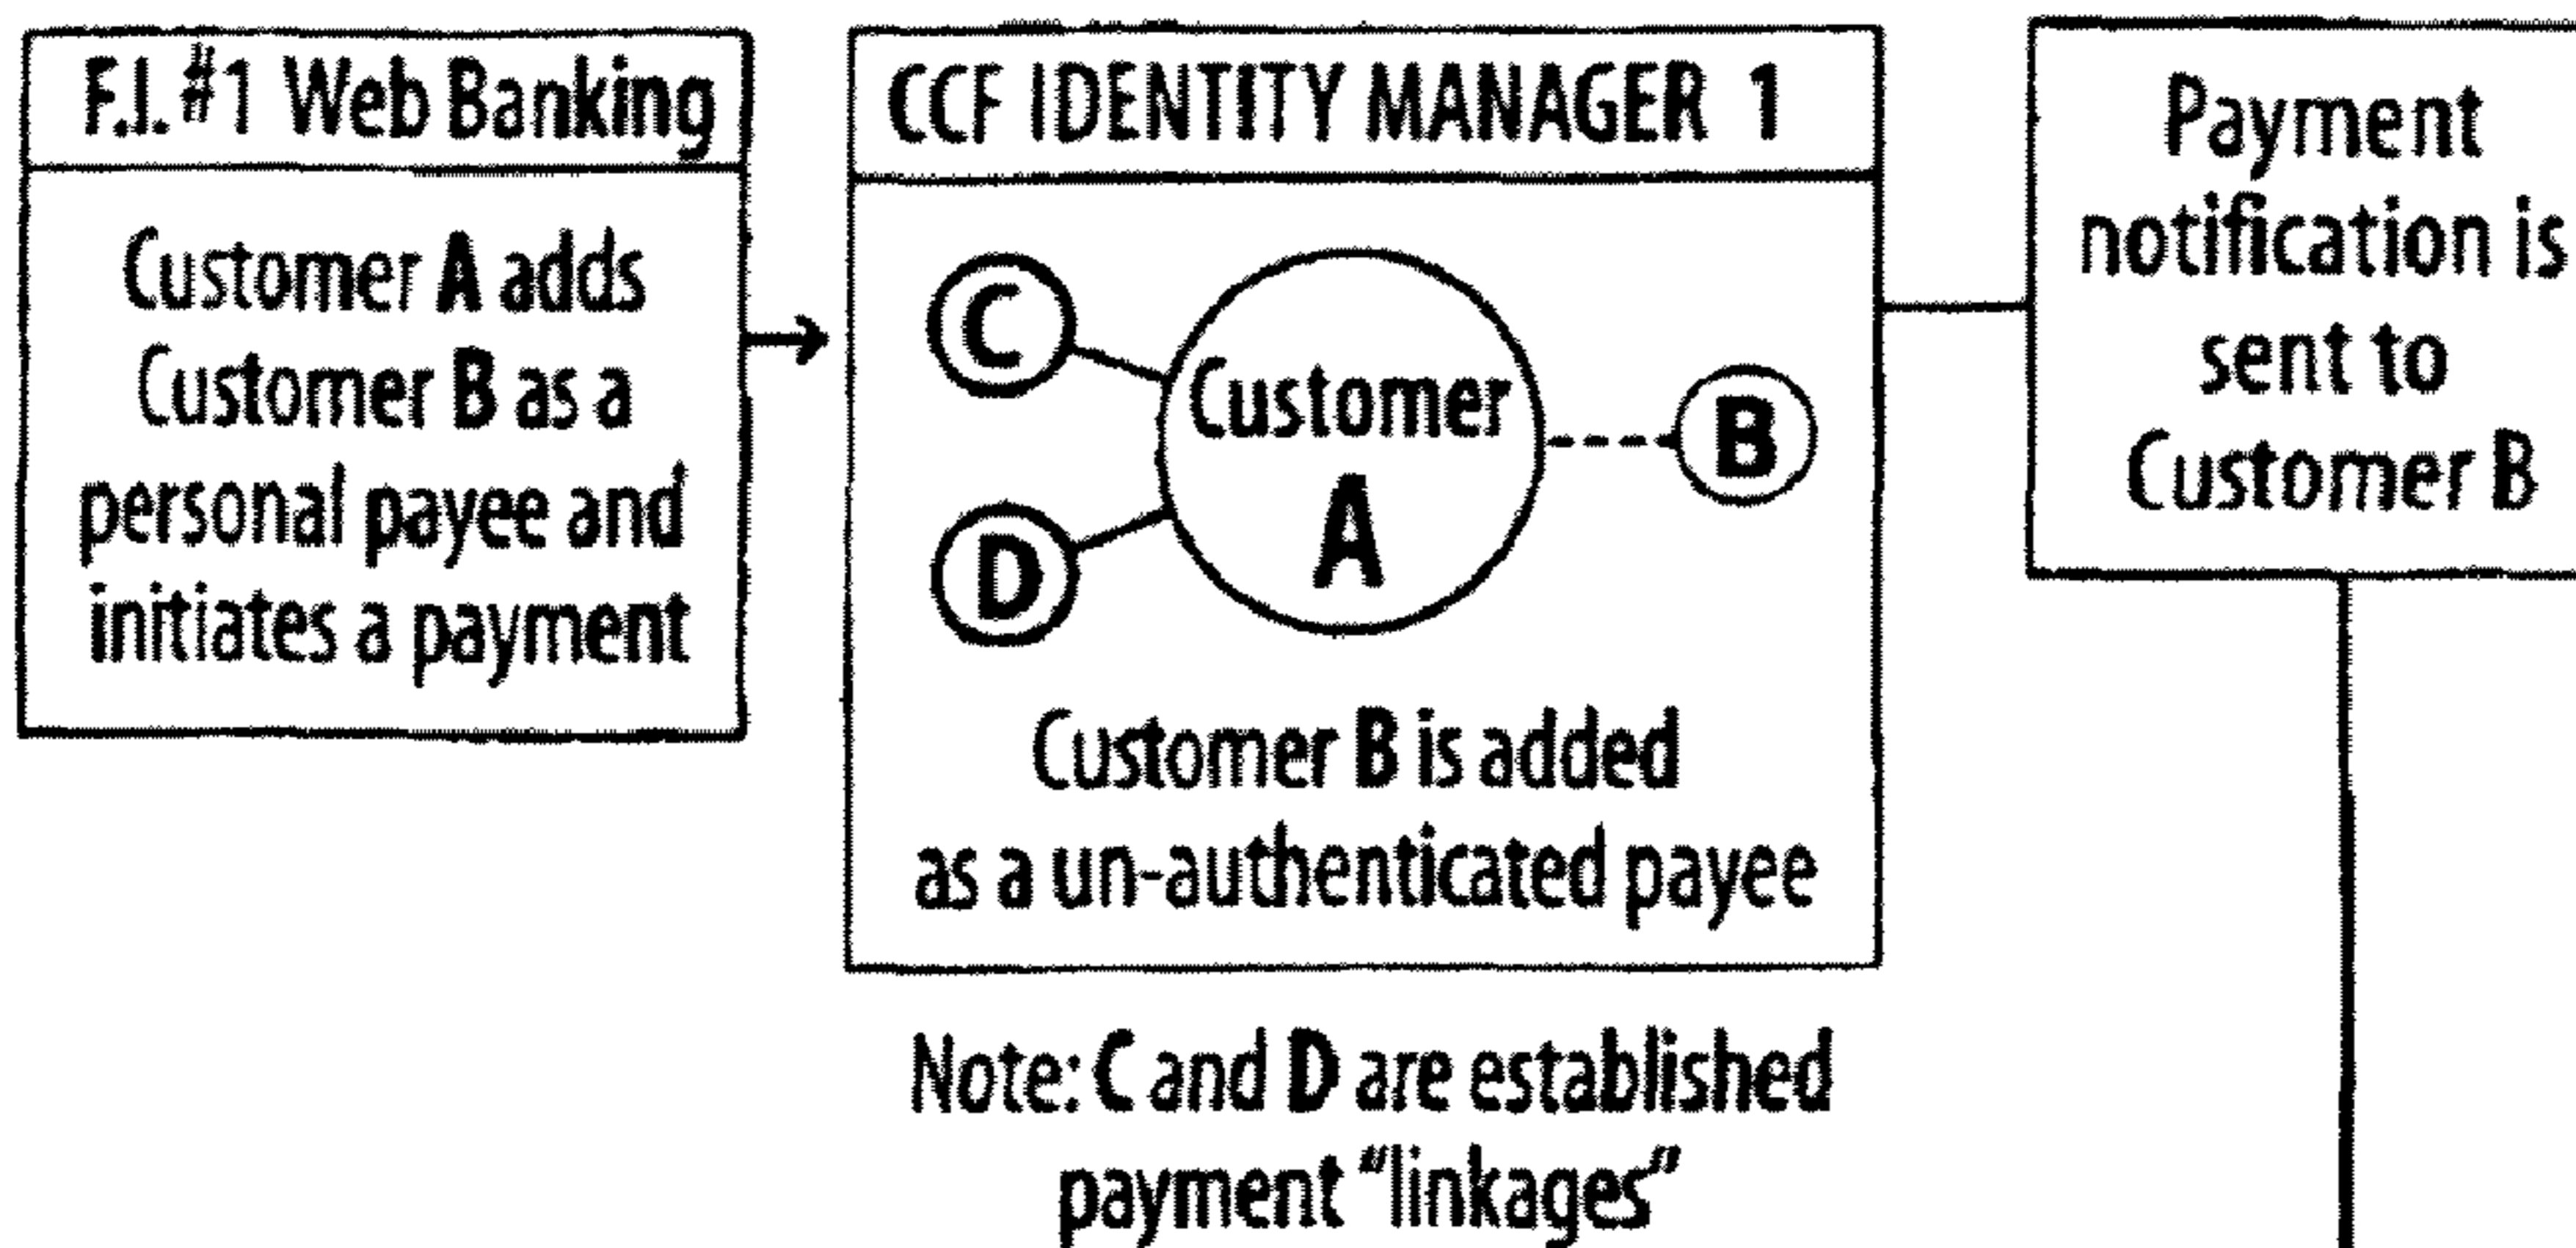 F.I. #1 Web Banking
Customer A adds
Customer B as a
personal payee and
initiates a payment
CCF IDENTITY MANAGER 1
C
Customer
A
B
D
Customer B is added
as a un-authenticated payee
Note: C and D are established
payment "linkages"
Payment
notification is
sent to
Customer B